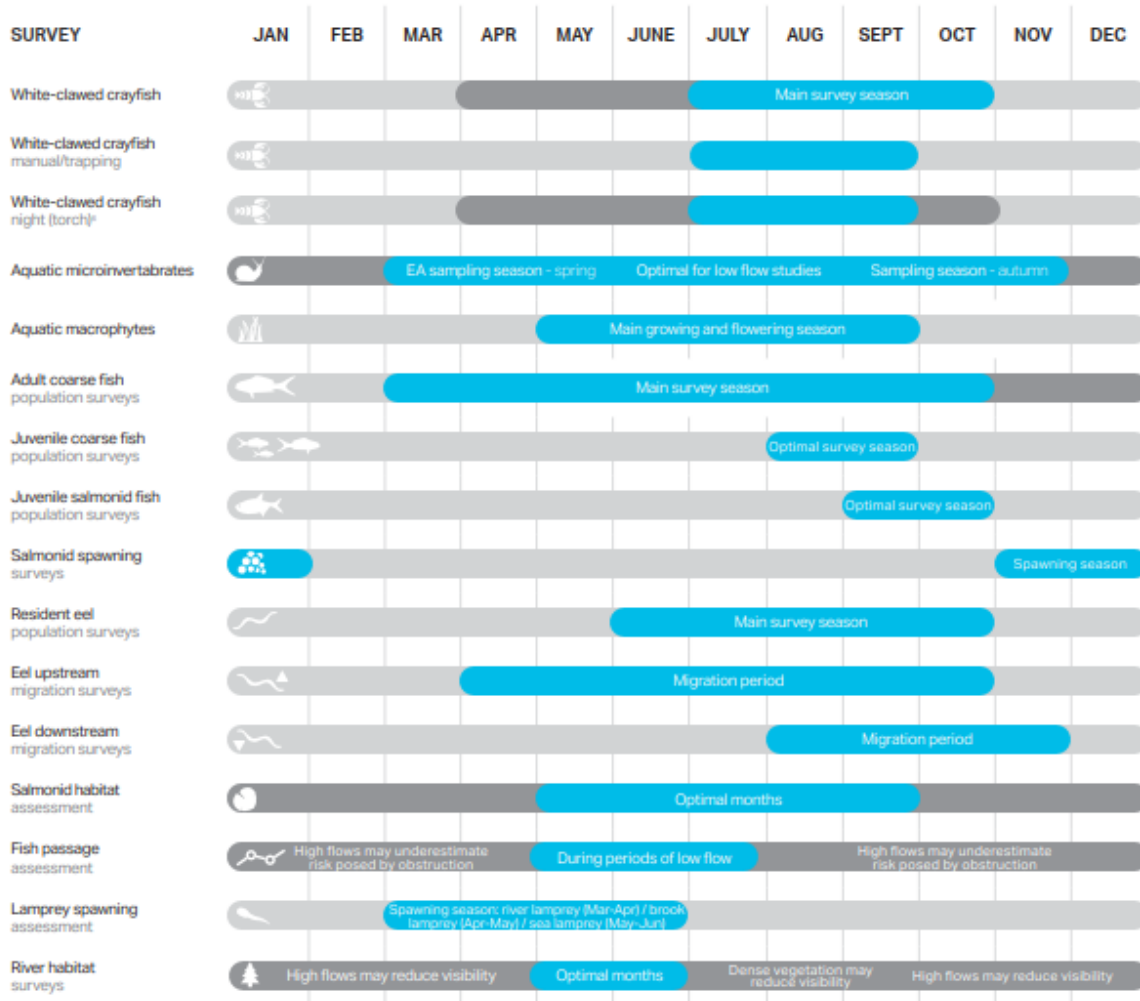 SURVEY JAN FEB MAR APR MAY JUNE JULY AUG SEPT OCT NOV DEC
White-clawed crayfish
Main survey season
White-clawed crayfish
manual/trapping
White-clawed crayfish
night (torch)
Aquatic microinvertabrates
EA sampling season - spring Optimal for low flow studies Sampling season - autumn
Aquatic macrophytes
Main growing and flowering season
Adult coarse fish
population surveys
Main survey season
Juvenile coarse fish
population surveys
Optimal survey season
Juvenile salmonid fish
population surveys
Optimal survey season
Salmonid spawning
surveys
Spawning season
Resident eel
population surveys
Main survey season
Eel upstream
migration surveys
Migration period
Eel downstream
migration surveys
Migration period
Salmonid habitat
assessment
Optimal months
Fish passage
assessment
High flows may underestimate
risk posed by obstruction
During periods of low flow
High flows may underestimate
risk posed by obstruction
Lamprey spawning
assessment
Spawning season: river lamprey (Mar-Apr) / brook
lamprey (Apr-May) / sea lamprey (May-Jun)
River habitat
surveys
High flows may reduce visibility
Optimal months
Dense vegetation may
reduce visibility
High flows may reduce visibility